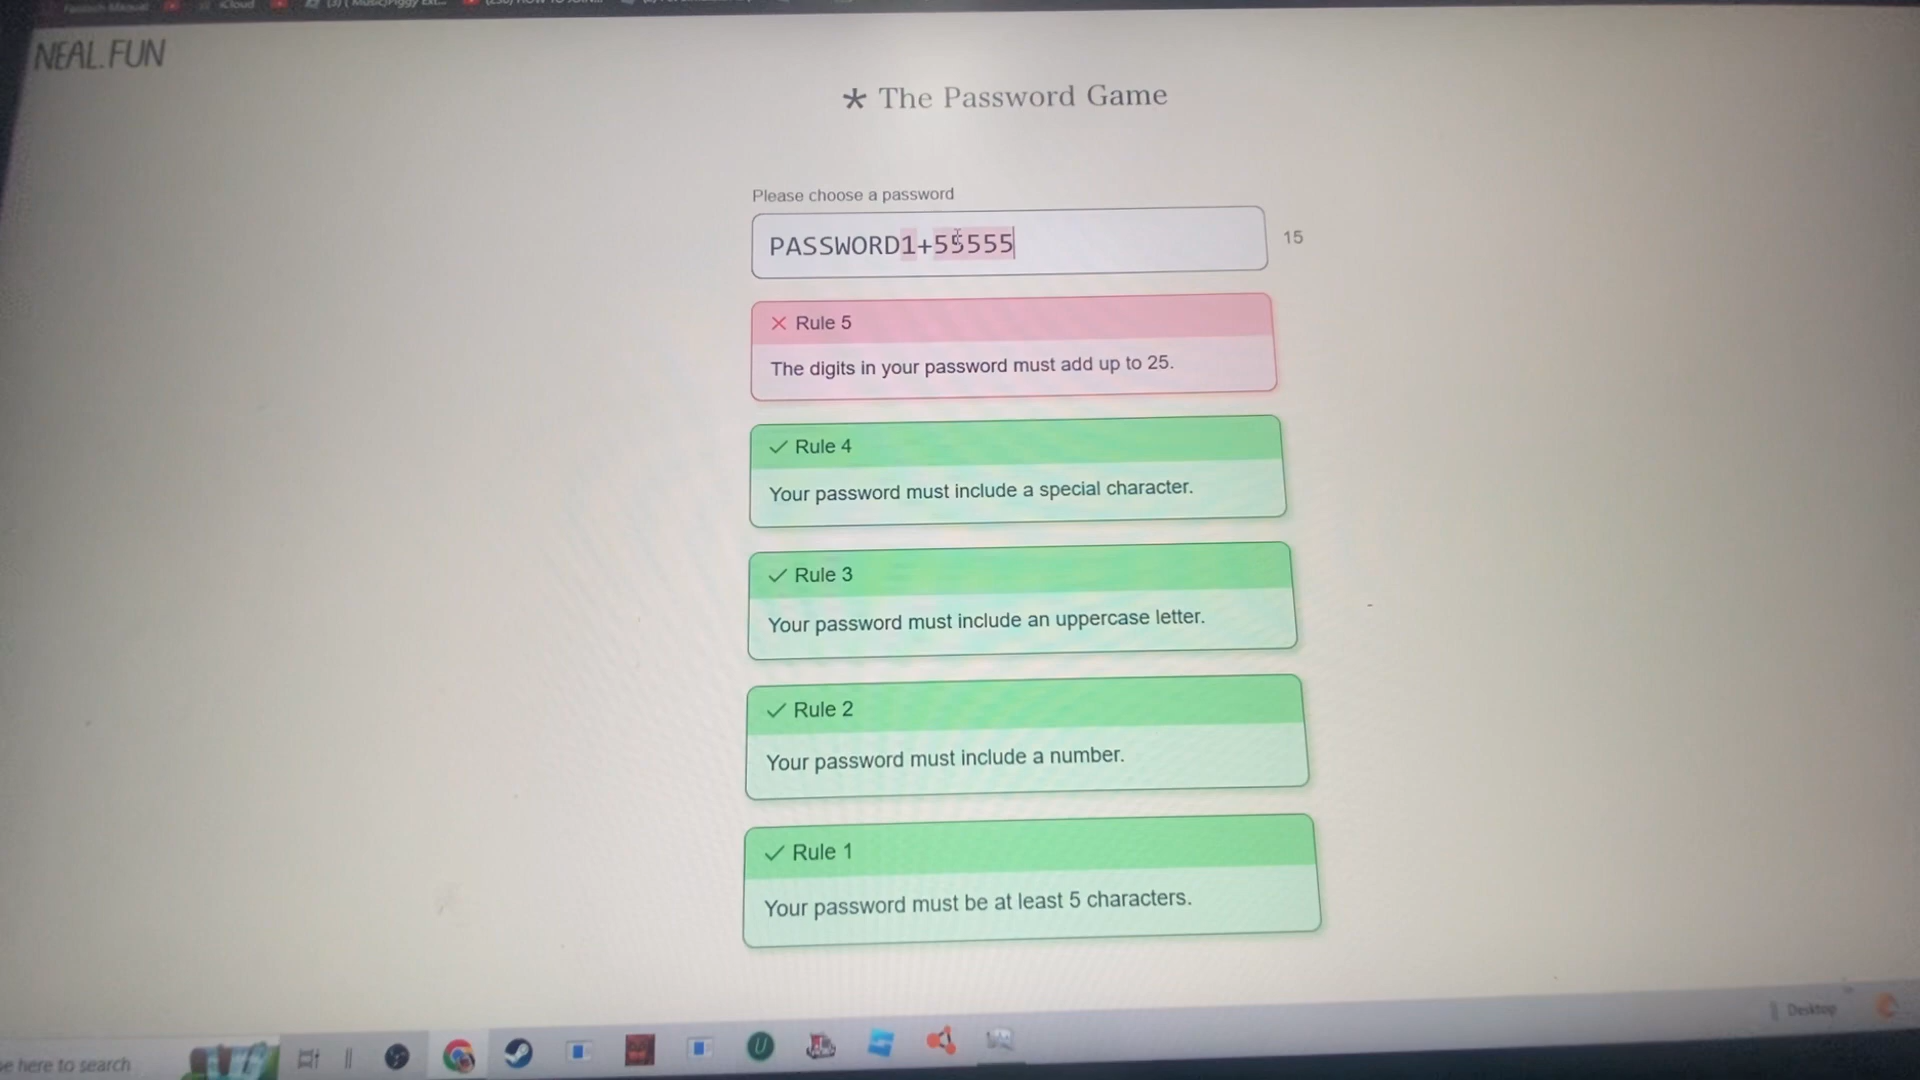 iCloud
NEAL.FUN
* The Password Game
Please choose a password
PASSWORD1+55555
15
Rule 5
The digits in your password must add up to 25.
Rule 4
Your password must include a special character.
Rule 3
Your password must include an uppercase letter.
Rule 2
Your password must include a number.
Rule 1
Your password must be at least 5 characters.
Desktop
here to search